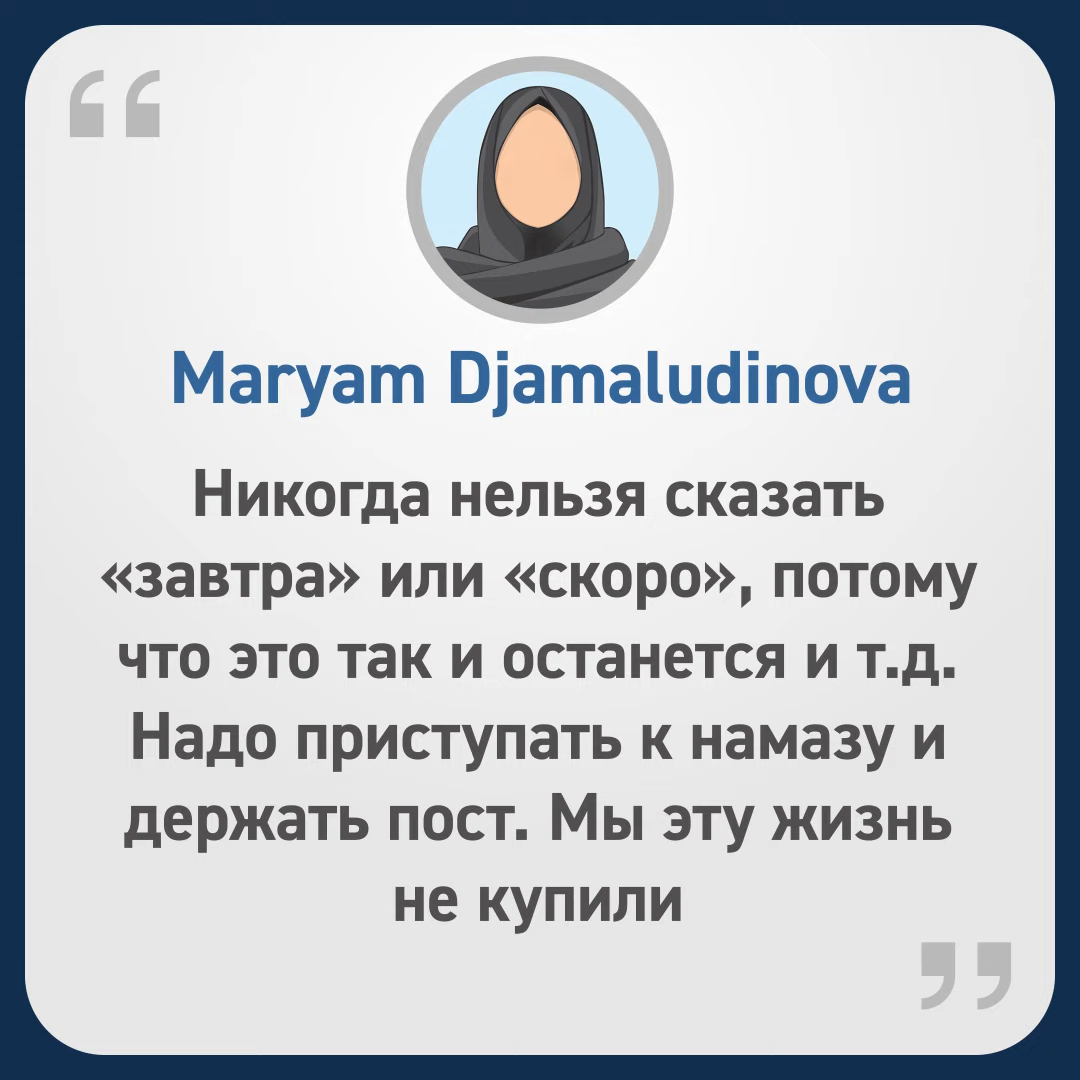 Maryam Djamaludinova
Никогда нельзя сказать
«завтра» или «скоро», потому
что это так и останется и т.д.
Надо приступать к намазу и
держать пост. Мы эту жизнь
не купили